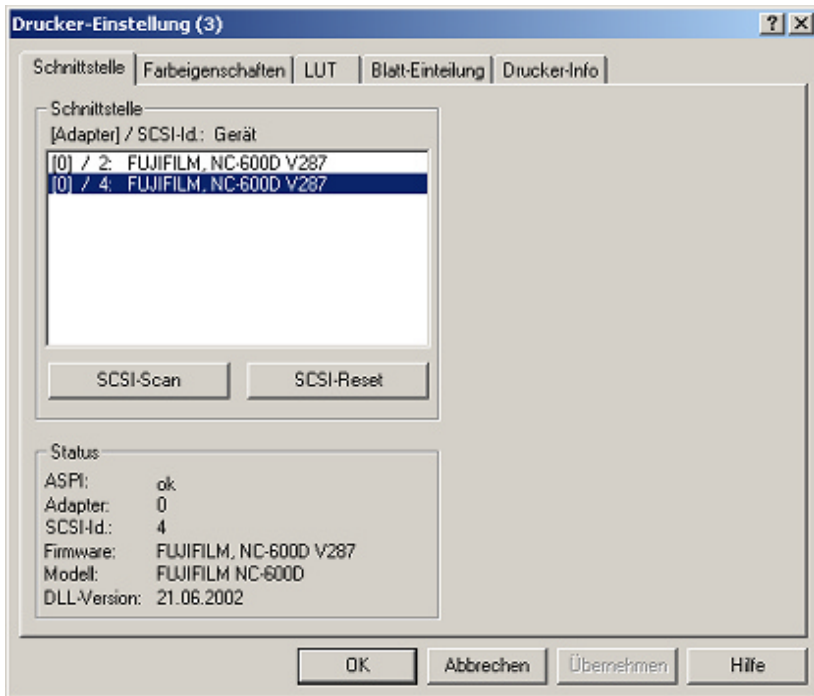 Drucker-Einstellung (3)
Schnittstelle Farbeigenschaften LUT Blatt-Einteilung Drucker-Info
Schnittstelle
[Adapter] / SCSI-Id.: Gerät
[0] / 2: FUJIFILM, NC-600D V287
[0] / 4: FUJIFILM, NC-600D V287
SCSI-Scan SCSI-Reset
Status
ASPI: ok
Adapter: 0
SCSI-Id.: 4
Firmware: FUJIFILM, NC-600D V287
Modell: FUJIFILM NC-600D
DLL-Version: 21.06.2002
OK Abbrechen Übernehmen Hilfe